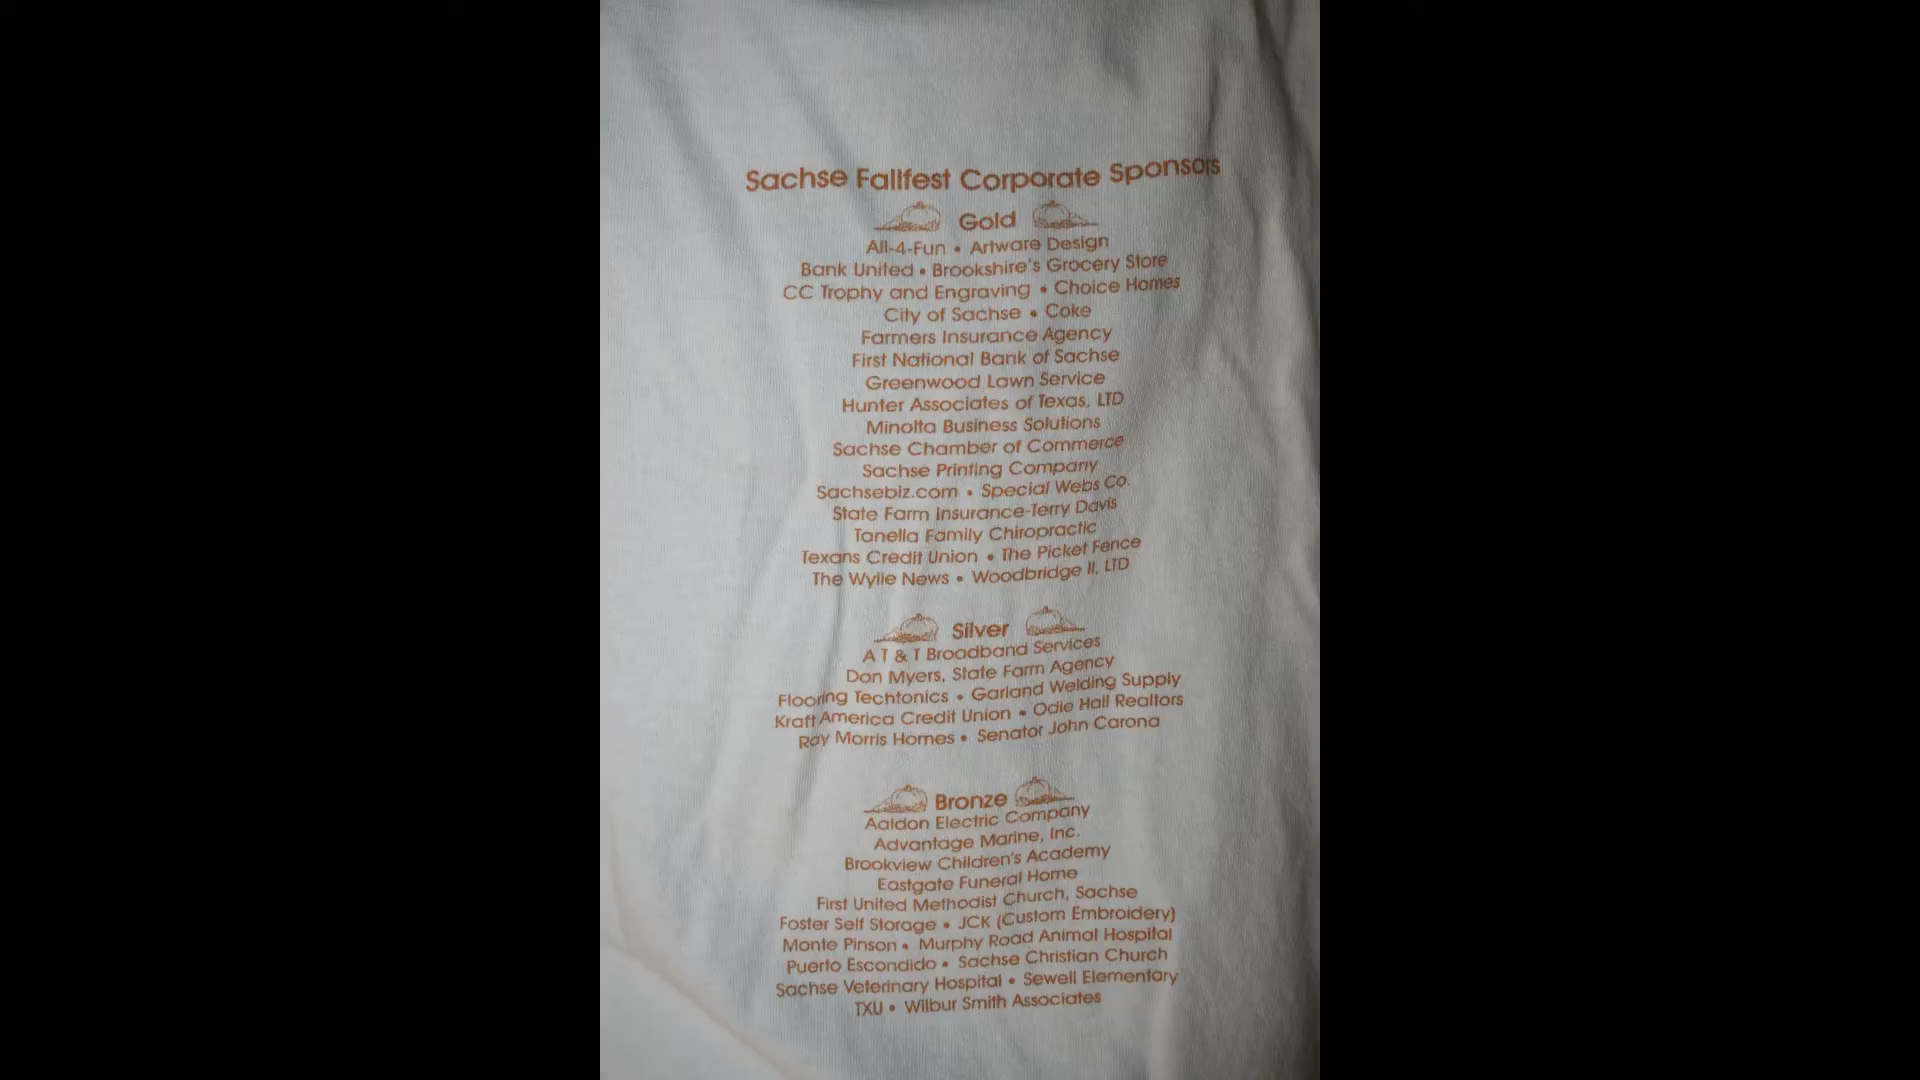 Sachse Fallfest Corporate Sponsors
Gold
All-4-Fun • Artware Design
Bank United • Brookshire's Grocery Store
CC Trophy and Engraving • Choice Homes
City of Sachse • Coke
Farmers Insurance Agency
First National Bank of Sachse
Greenwood Lawn Service
Hunter Associates of Texas, LTD
Minolta Business Solutions
Sachse Chamber of Commerce
Sachse Printing Company
Sachsebiz.com • Special Webs Co.
State Farm Insurance-Terry Davis
Tanella Family Chiropractic
Texans Credit Union • The Picket Fence
The Wylie News • Woodbridge II, LTD
Silver
A T & T Broadband Services
Don Myers, State Farm Agency
Flooring Techtonics • Garland Welding Supply
Kraft America Credit Union • Odie Hall Realtors
Ray Morris Homes • Senator John Carona
Bronze
Aaldon Electric Company
Advantage Marine, Inc.
Brookview Children's Academy
Eastgate Funeral Home
First United Methodist Church, Sachse
Foster Self Storage • JCK (Custom Embroidery)
Monte Pinson • Murphy Road Animal Hospital
Puerto Escondido • Sachse Christian Church
Sachse Veterinary Hospital • Sewell Elementary
TXU • Wilbur Smith Associates